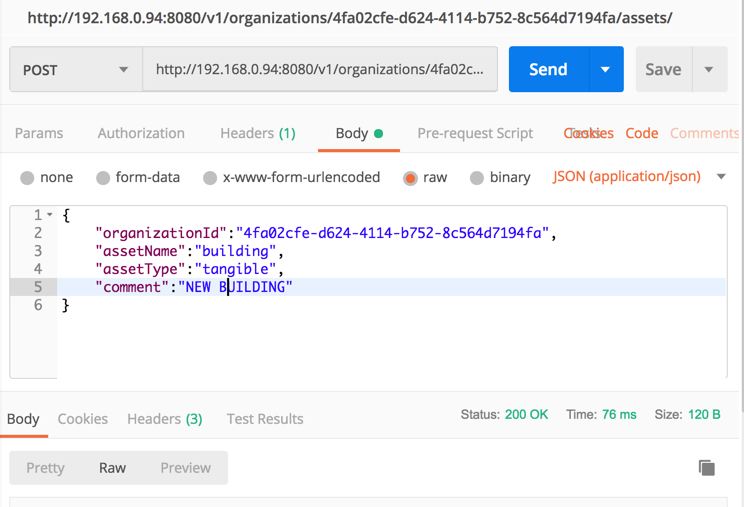 http://192.168.0.94:8080/v1/organizations/4fa02cfe-d624-4114-b752-8c564d7194fa/assets/
POST http://192.168.0.94:8080/v1/organizations/4fa02c... Send Save
Params Authorization Headers (1) Body Pre-request Script Tests Cookies Code Comments
none form-data x-www-form-urlencoded raw binary JSON (application/json)
1 {
2 "organizationId":"4fa02cfe-d624-4114-b752-8c564d7194fa",
3 "assetName":"building",
4 "assetType":"tangible",
5 "comment":"NEW BUILDING"
6 }
Body Cookies Headers (3) Test Results Status: 200 OK Time: 76 ms Size: 120 B
Pretty Raw Preview